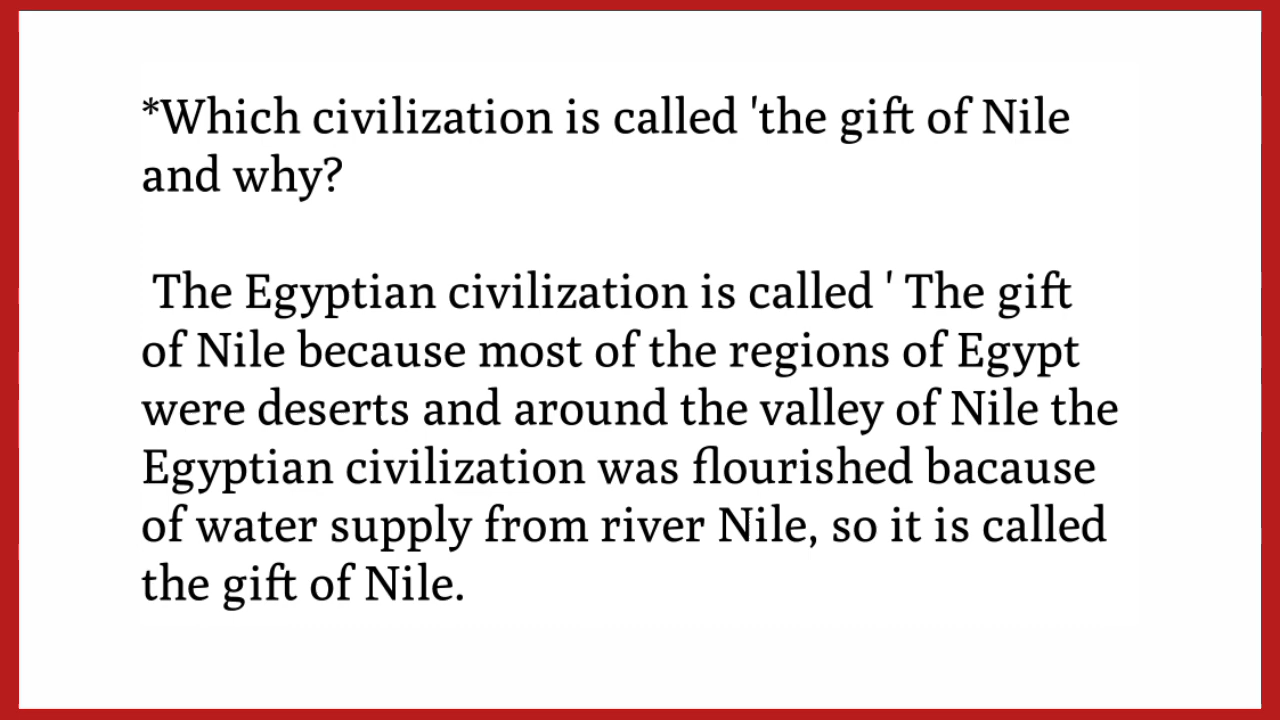 *Which civilization is called 'the gift of Nile
and why?
The Egyptian civilization is called ' The gift
of Nile because most of the regions of Egypt
were deserts and around the valley of Nile the
Egyptian civilization was flourished bacause
of water supply from river Nile, so it is called
the gift of Nile.